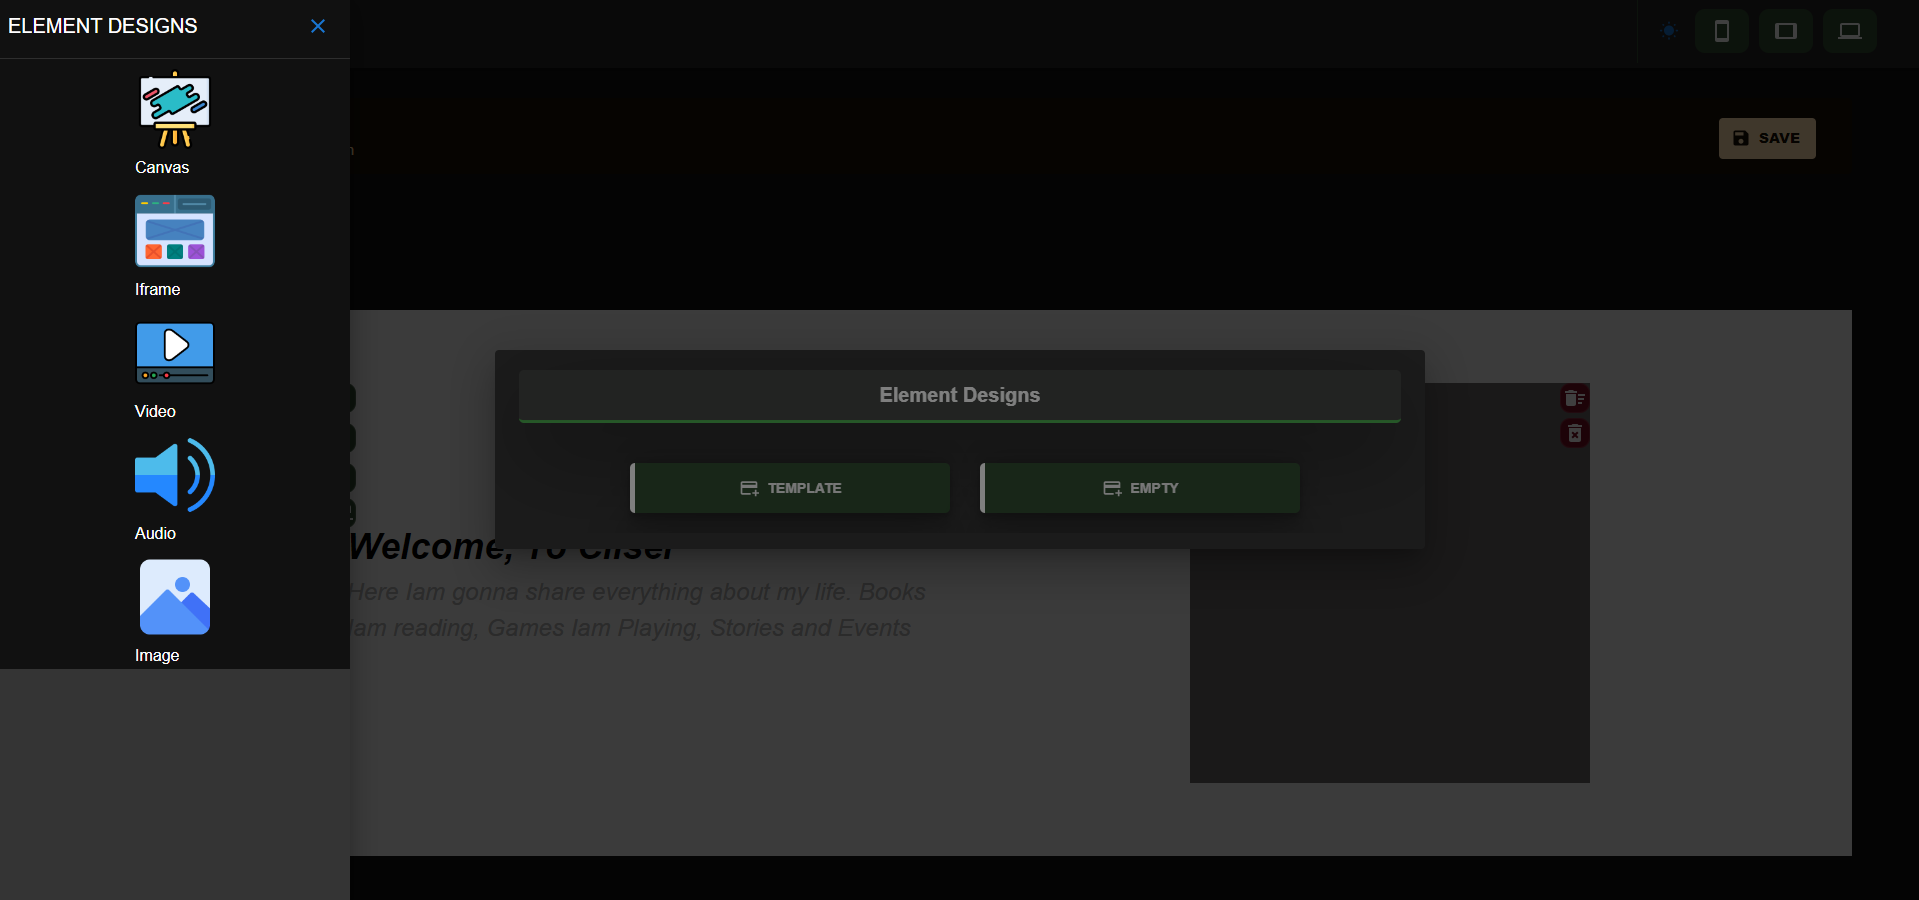 ELEMENT DESIGNS
Canvas
Iframe
Video
Audio
Image
SAVE
Element Designs
TEMPLATE
EMPTY
Welcome, To
Here Iam gonna share everything about my life. Books
Iam reading, Games Iam Playing, Stories and Events